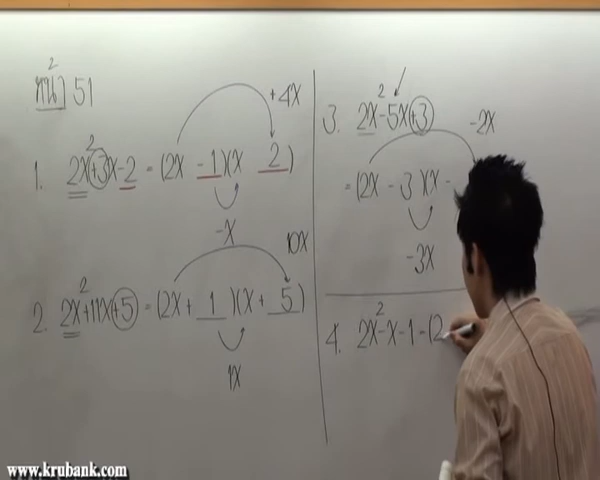 หน้า 51
1. 2x²+3x-2 = (2x -1)(x 2)
+4x
-x
2. 2x²+11x+5 = (2x+ 1)(x+ 5)
10x
1x
3. 2x²-5x+3
-2x
= (2x - 3)(x -
-3x
4. 2x²-x-1 = (2
www.krubank.com